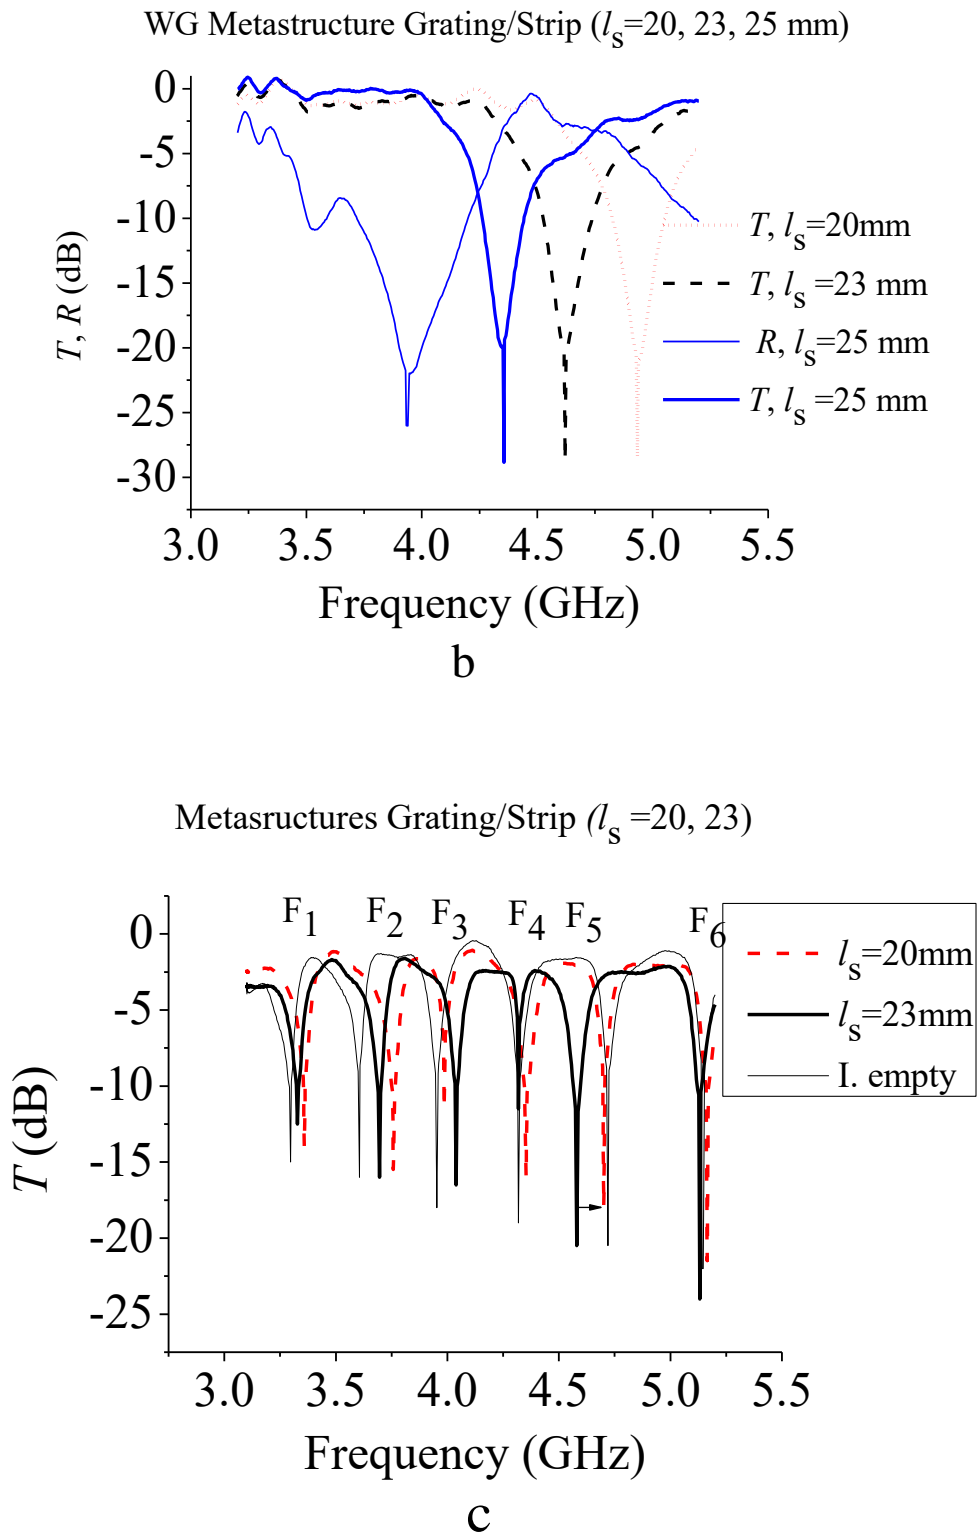 WG Metastructure Grating/Strip (lₛ=20, 23, 25 mm)
0
-5
-10
-15
-20
-25
-30
T, R (dB)
T, lₛ=20mm
T, lₛ =23 mm
R, lₛ=25 mm
T, lₛ =25 mm
3.0 3.5 4.0 4.5 5.0 5.5
Frequency (GHz)
b
Metasructures Grating/Strip (lₛ =20, 23)
F₁ F₂ F₃ F₄ F₅ F₆
0
-5
-10
-15
-20
-25
T (dB)
lₛ=20mm
lₛ=23mm
I. empty
3.0 3.5 4.0 4.5 5.0 5.5
Frequency (GHz)
c